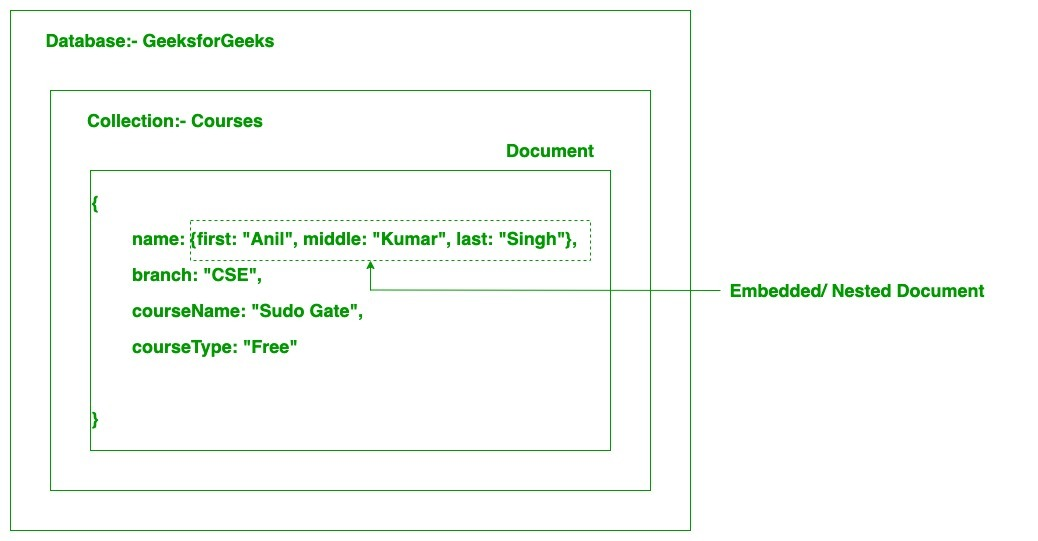 Database:- GeeksforGeeks
Collection:- Courses
Document
{
name: {first: "Anil", middle: "Kumar", last: "Singh"},
branch: "CSE",
Embedded/ Nested Document
courseName: "Sudo Gate",
courseType: "Free"
}